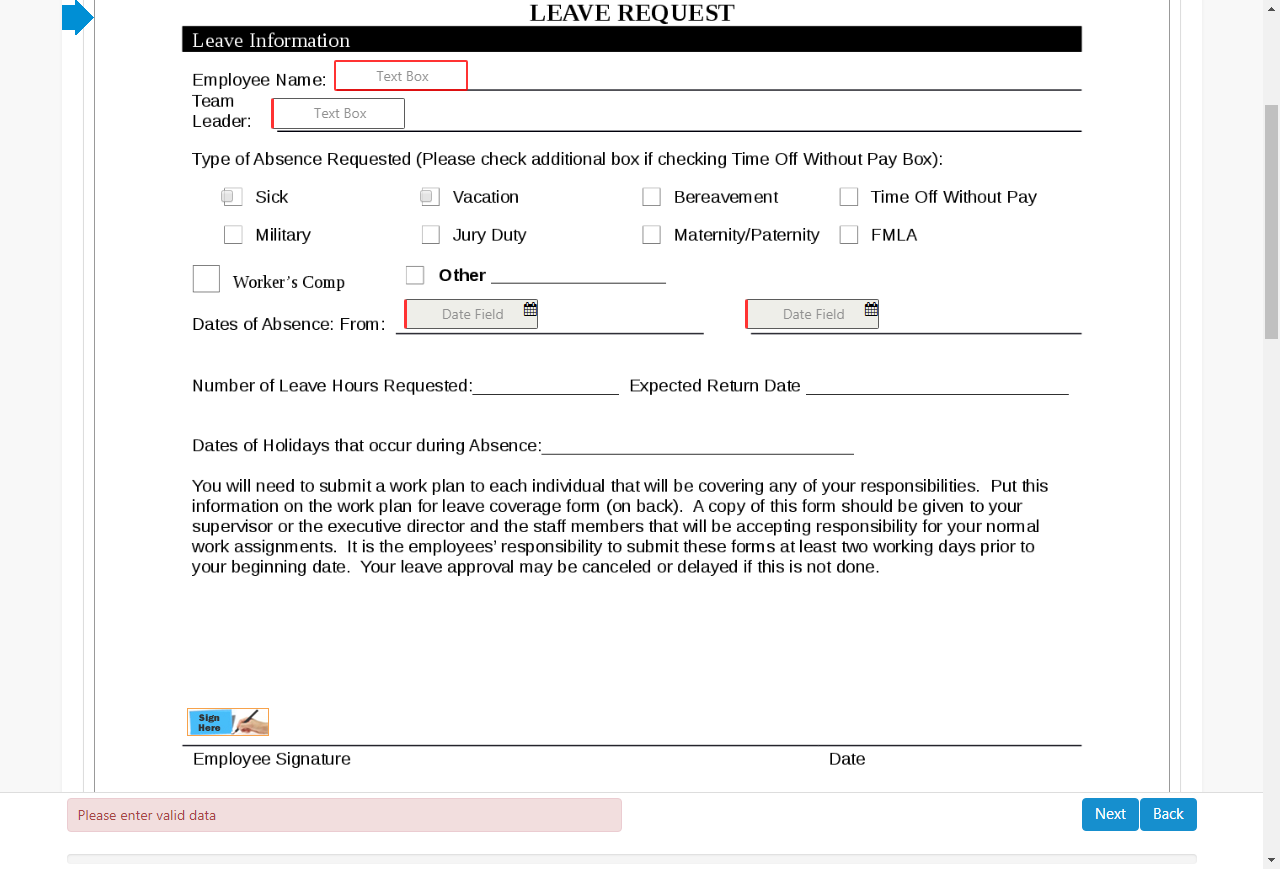 LEAVE REQUEST
Leave Information
Employee Name: Text Box
Team
Leader: Text Box
Type of Absence Requested (Please check additional box if checking Time Off Without Pay Box):
Sick Vacation Bereavement Time Off Without Pay
Military Jury Duty Maternity/Paternity FMLA
Worker’s Comp Other
Dates of Absence: From: Date Field Date Field
Number of Leave Hours Requested: Expected Return Date
Dates of Holidays that occur during Absence:
You will need to submit a work plan to each individual that will be covering any of your responsibilities. Put this
information on the work plan for leave coverage form (on back). A copy of this form should be given to your
supervisor or the executive director and the staff members that will be accepting responsibility for your normal
work assignments. It is the employees’ responsibility to submit these forms at least two working days prior to
your beginning date. Your leave approval may be canceled or delayed if this is not done.
Sign
Here
Employee Signature Date
Please enter valid data Next Back